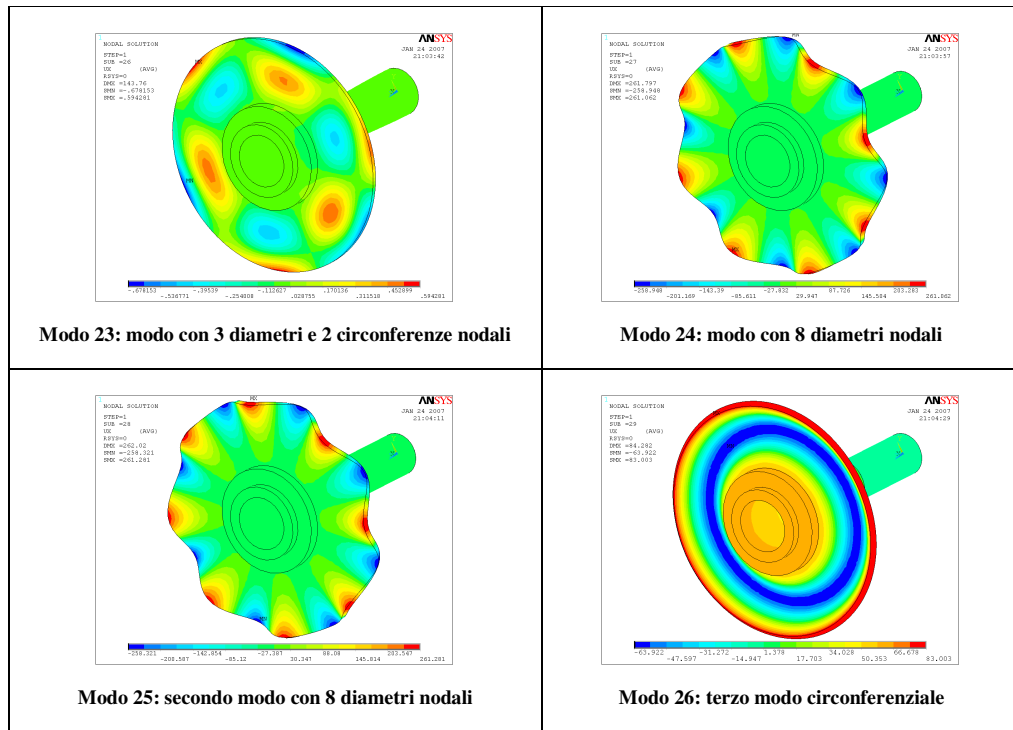 1
NODAL SOLUTION
STEP=1
SUB =26
UX (AVG)
RSYS=0
DMX =143.76
SMN =-.678153
SMX =.594281
ANSYS
JAN 24 2007
21:03:42
MX
MN
-.678153 -.39539 -.112627 .170136 .452899
-.536771 -.254008 .028755 .311518 .594281
Modo 23: modo con 3 diametri e 2 circonferenze nodali
1
NODAL SOLUTION
STEP=1
SUB =27
UX (AVG)
RSYS=0
DMX =261.797
SMN =-258.948
SMX =261.062
ANSYS
JAN 24 2007
21:03:57
MN
MX
-258.948 -143.39 -27.832 87.726 203.283
-201.169 -85.611 29.947 145.504 261.062
Modo 24: modo con 8 diametri nodali
1
NODAL SOLUTION
STEP=1
SUB =28
UX (AVG)
RSYS=0
DMX =262.02
SMN =-258.321
SMX =261.281
ANSYS
JAN 24 2007
21:04:11
MX
MN
-258.321 -142.854 -27.387 88.08 203.547
-200.587 -85.12 30.347 145.814 261.281
Modo 25: secondo modo con 8 diametri nodali
1
NODAL SOLUTION
STEP=1
SUB =29
UX (AVG)
RSYS=0
DMX =84.282
SMN =-63.922
SMX =83.003
ANSYS
JAN 24 2007
21:04:29
-63.922 -31.272 1.378 34.028 66.678
-47.597 -14.947 17.703 50.353 83.003
Modo 26: terzo modo circonferenziale